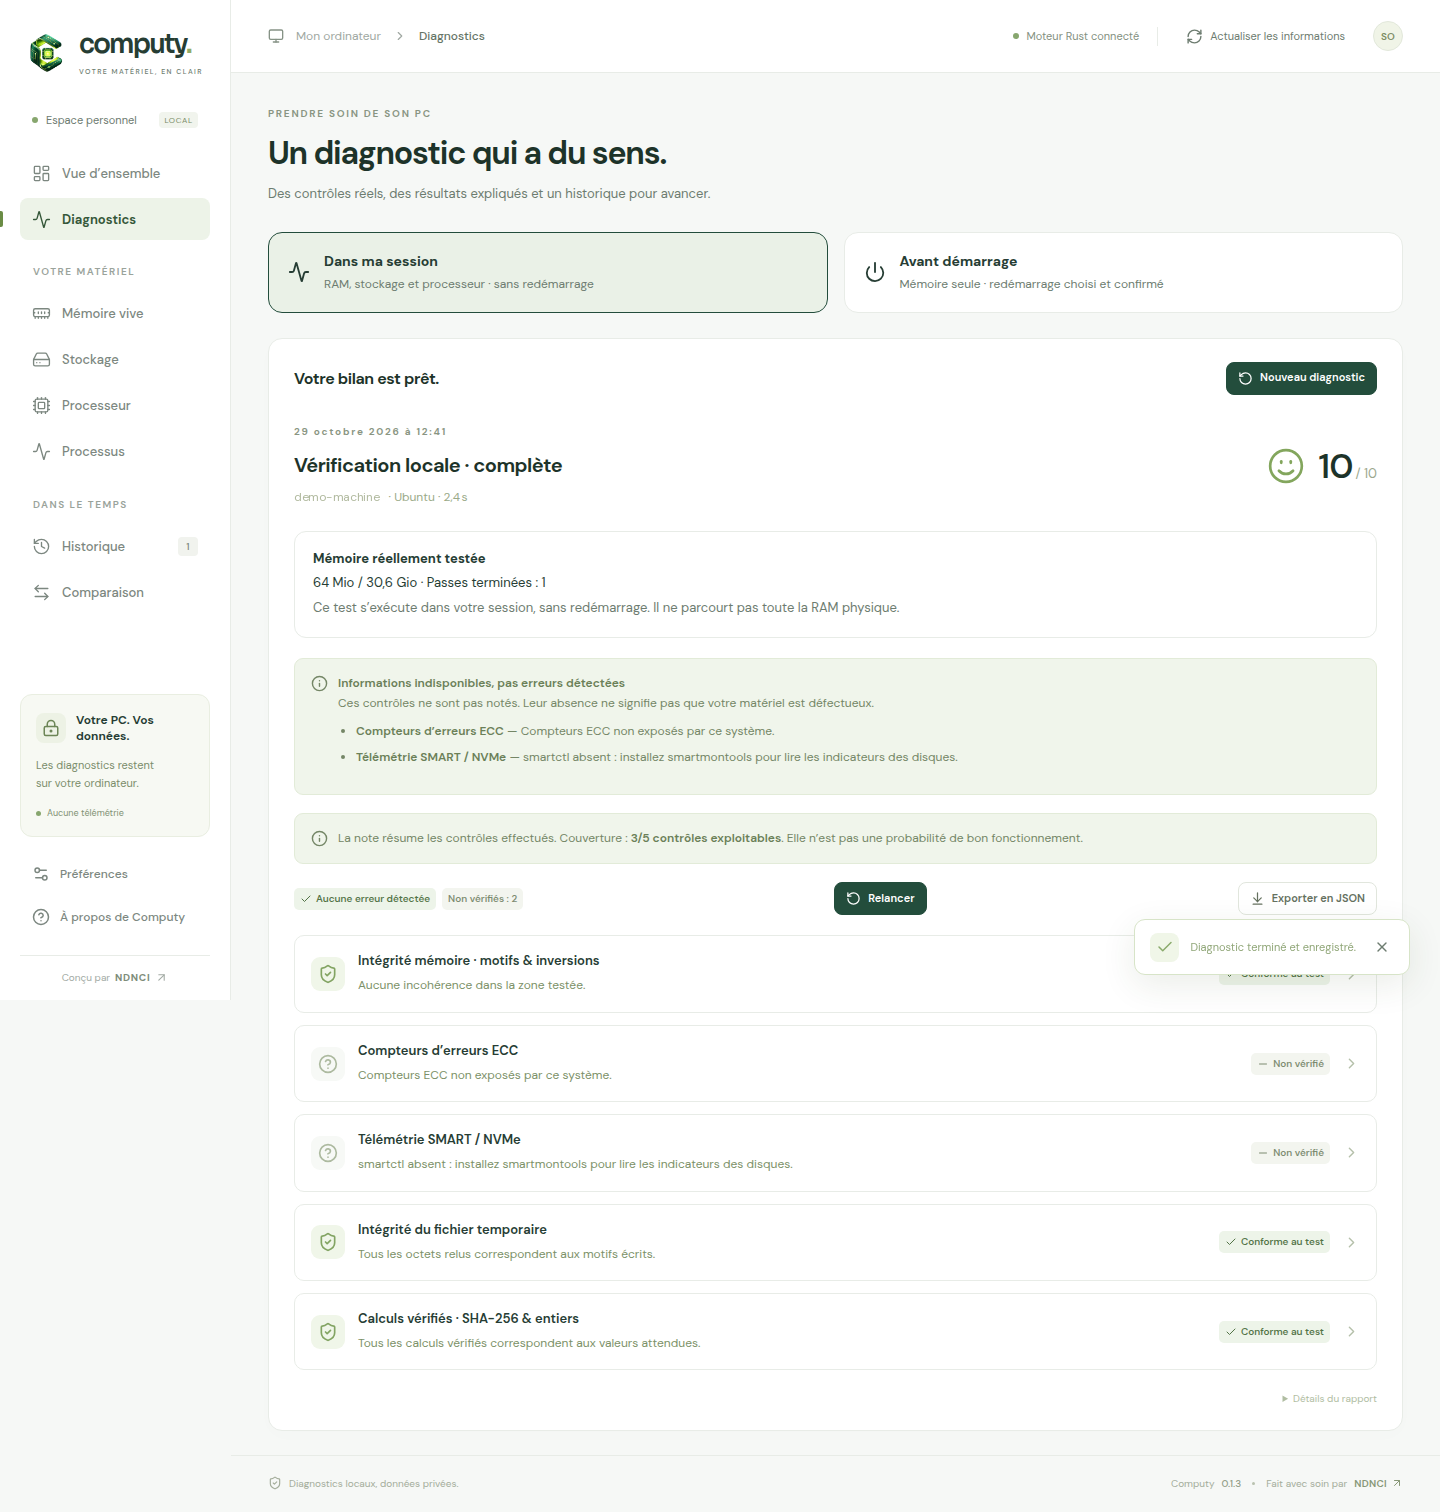 computy.
VOTRE MATÉRIEL, EN CLAIR
Espace personnel LOCAL
Vue d’ensemble
Diagnostics
VOTRE MATÉRIEL
Mémoire vive
Stockage
Processeur
Processus
DANS LE TEMPS
Historique 1
Comparaison
Votre PC. Vos
données.
Les diagnostics restent
sur votre ordinateur.
Aucune télémétrie
Préférences
À propos de Computy
Conçu par NDNCI
Mon ordinateur Diagnostics
Moteur Rust connecté
Actualiser les informations
SO
PRENDRE SOIN DE SON PC
Un diagnostic qui a du sens.
Des contrôles réels, des résultats expliqués et un historique pour avancer.
Dans ma session
RAM, stockage et processeur · sans redémarrage
Avant démarrage
Mémoire seule · redémarrage choisi et confirmé
Votre bilan est prêt.
Nouveau diagnostic
29 octobre 2026 à 12:41
Vérification locale · complète
demo-machine · Ubuntu · 2,4 s
10 / 10
Mémoire réellement testée
64 Mio / 30,6 Gio · Passes terminées : 1
Ce test s’exécute dans votre session, sans redémarrage. Il ne parcourt pas toute la RAM physique.
Informations indisponibles, pas erreurs détectées
Ces contrôles ne sont pas notés. Leur absence ne signifie pas que votre matériel est défectueux.
• Compteurs d’erreurs ECC — Compteurs ECC non exposés par ce système.
• Télémétrie SMART / NVMe — smartctl absent : installez smartmontools pour lire les indicateurs des disques.
La note résume les contrôles effectués. Couverture : 3/5 contrôles exploitables. Elle n’est pas une probabilité de bon fonctionnement.
Aucune erreur détectée Non vérifiés : 2
Relancer
Exporter en JSON
Diagnostic terminé et enregistré.
Intégrité mémoire · motifs & inversions
Aucune incohérence dans la zone testée.
Conforme au test
Compteurs d’erreurs ECC
Compteurs ECC non exposés par ce système.
Non vérifié
Télémétrie SMART / NVMe
smartctl absent : installez smartmontools pour lire les indicateurs des disques.
Non vérifié
Intégrité du fichier temporaire
Tous les octets relus correspondent aux motifs écrits.
Conforme au test
Calculs vérifiés · SHA-256 & entiers
Tous les calculs vérifiés correspondent aux valeurs attendues.
Conforme au test
Détails du rapport
Diagnostics locaux, données privées.
Computy 0.1.3 • Fait avec soin par NDNCI